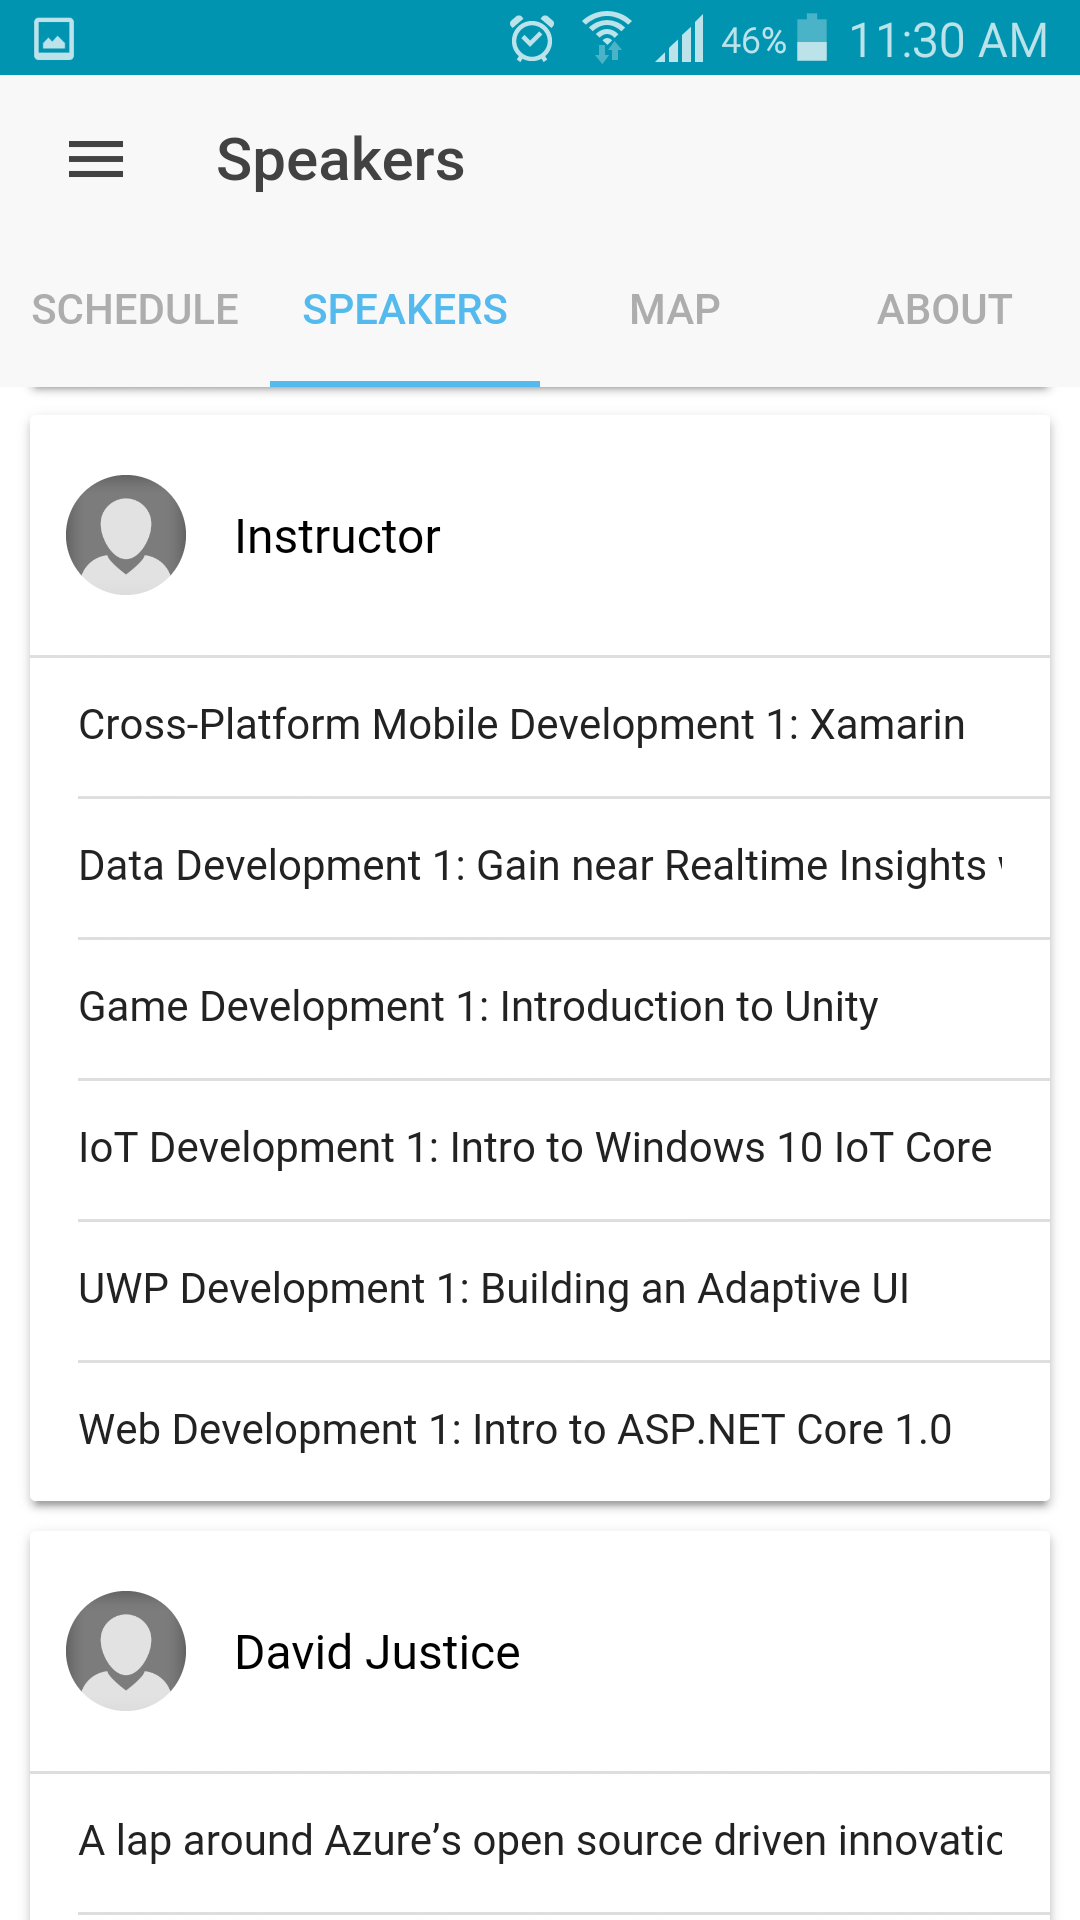 46% 11:30 AM
Speakers
SCHEDULE SPEAKERS MAP ABOUT
Instructor
Cross-Platform Mobile Development 1: Xamarin
Data Development 1: Gain near Realtime Insights
Game Development 1: Introduction to Unity
IoT Development 1: Intro to Windows 10 IoT Core
UWP Development 1: Building an Adaptive UI
Web Development 1: Intro to ASP.NET Core 1.0
David Justice
A lap around Azure’s open source driven